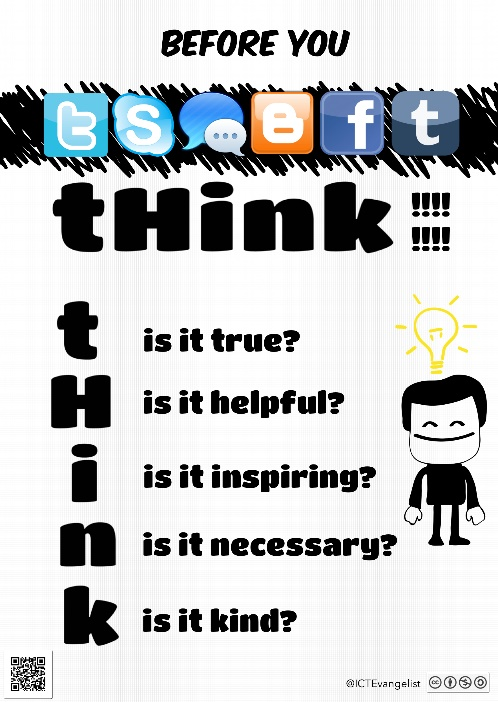 BEFORE YOU
t S B f t
tHink !!!!
!!!!
t is it true?
H is it helpful?
i is it inspiring?
n is it necessary?
k is it kind?
@ICTEvangelist cc